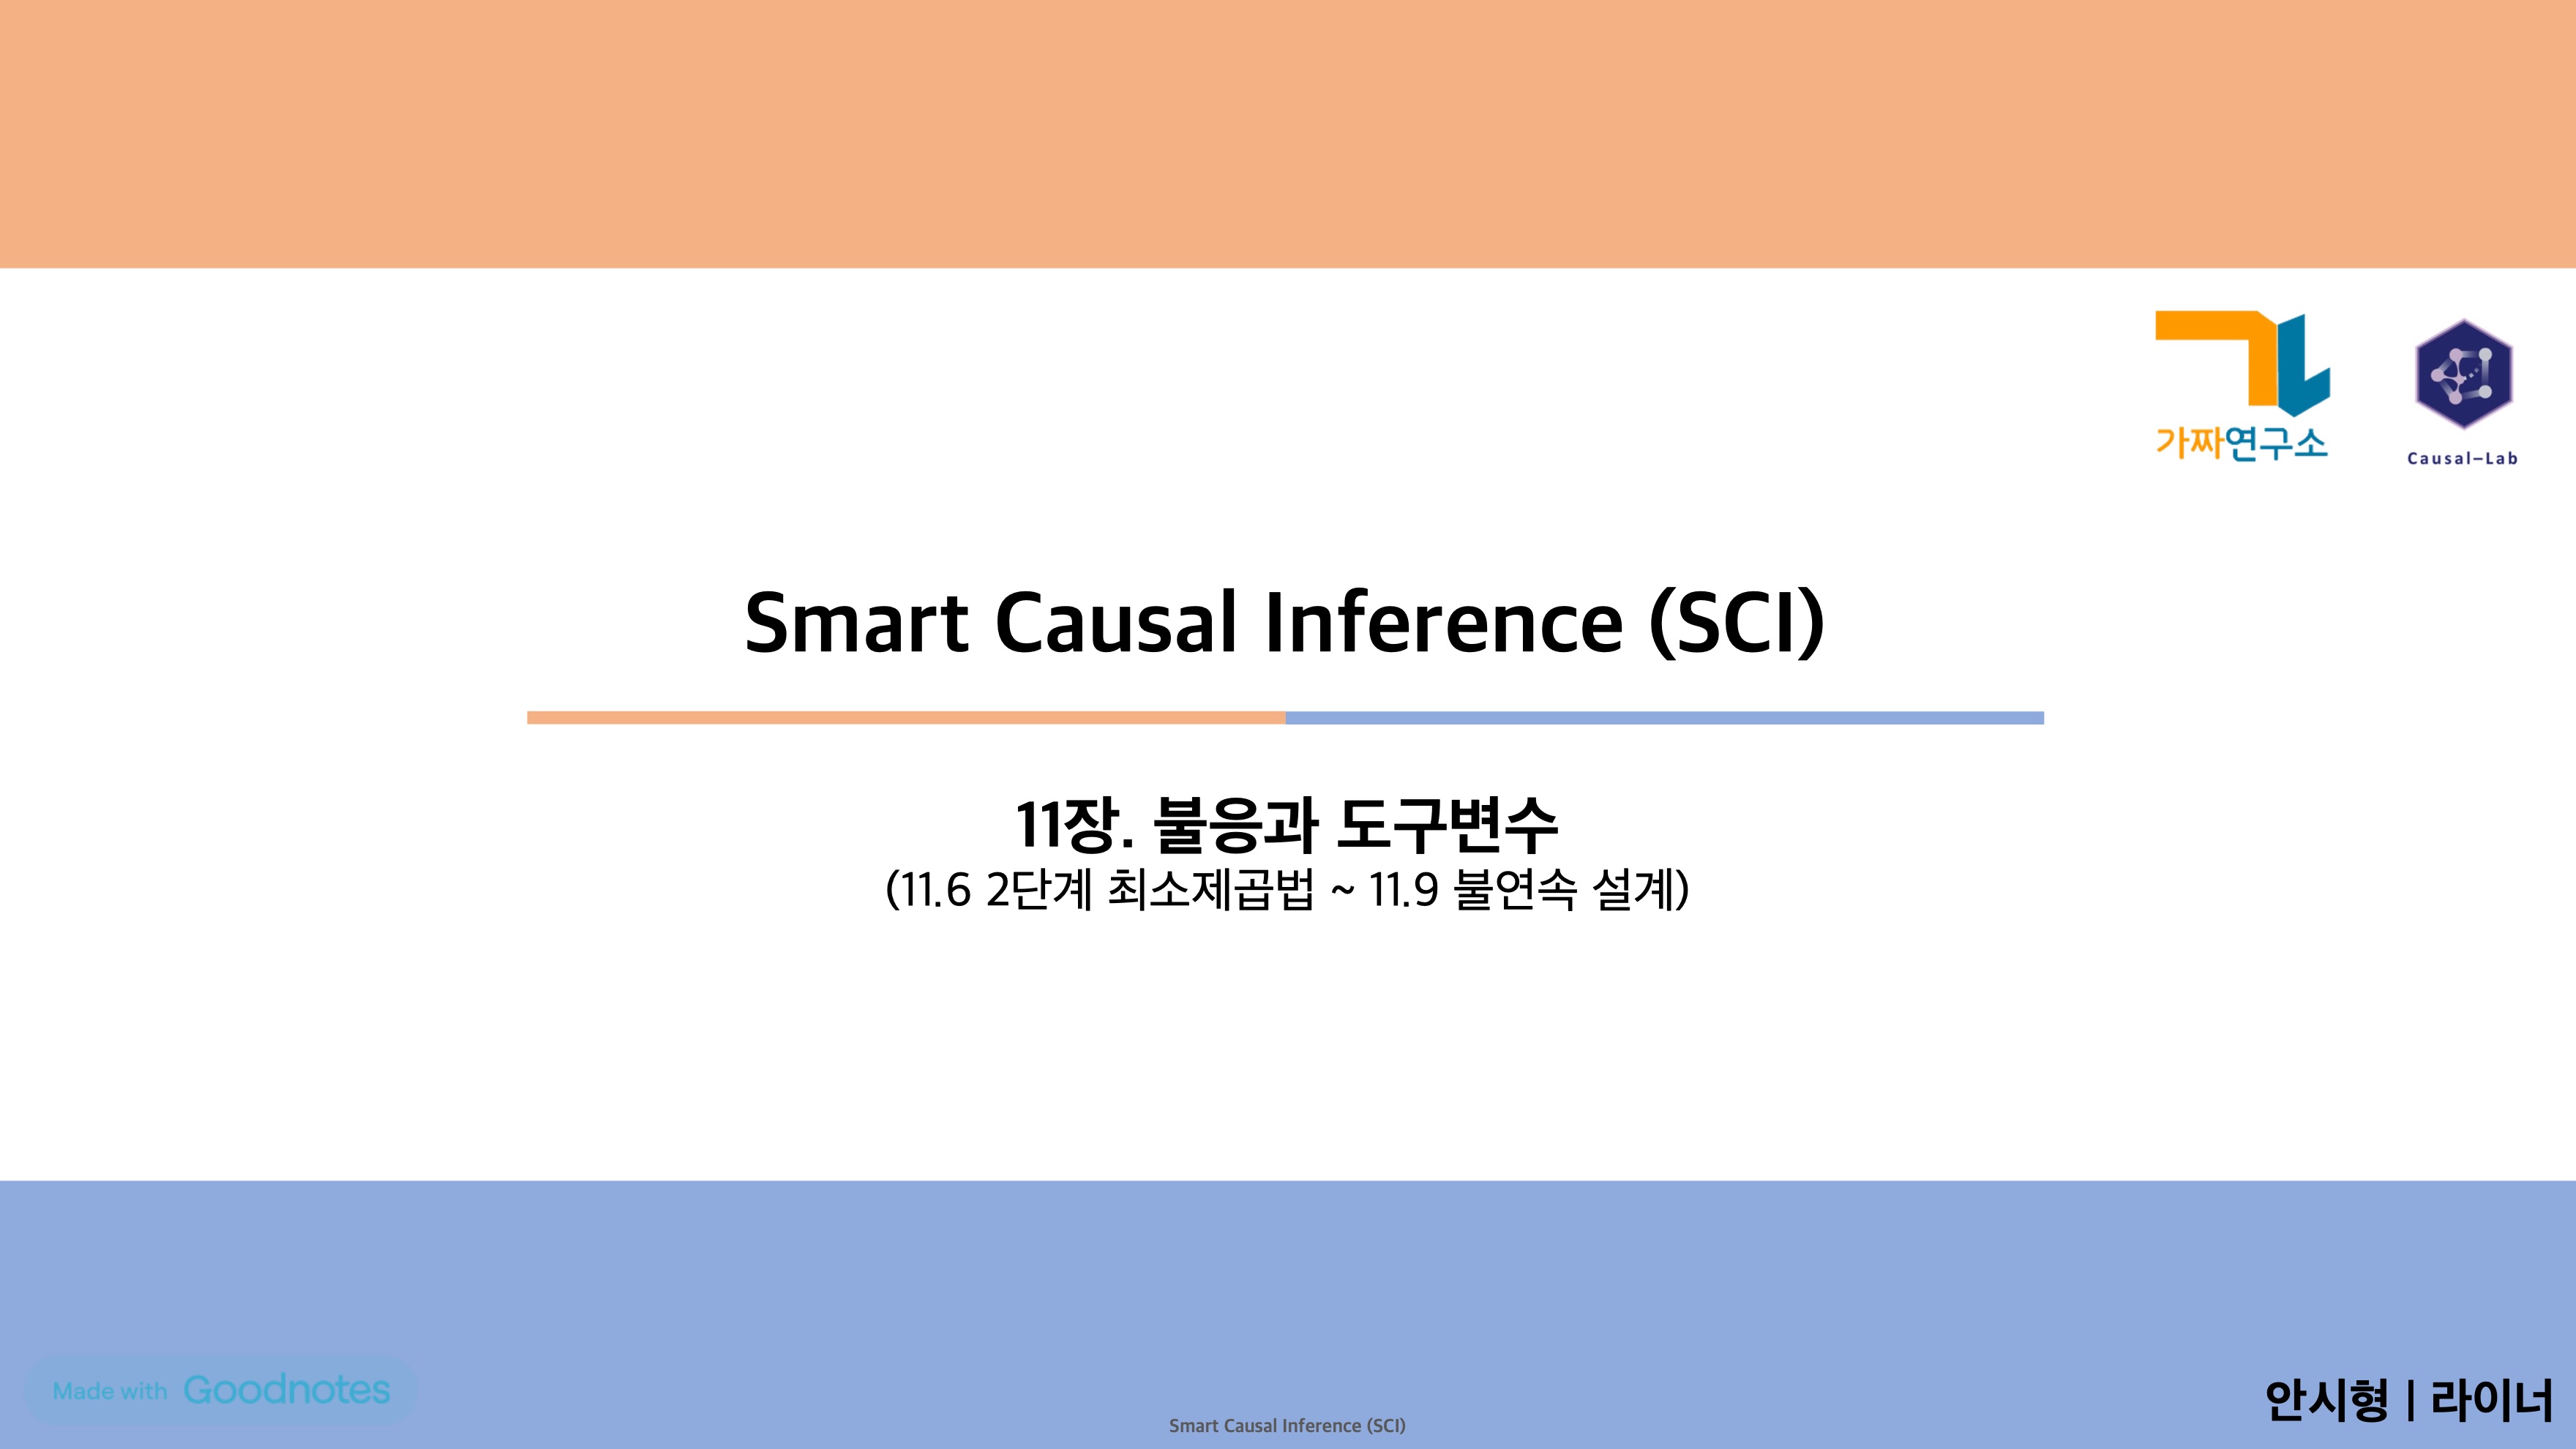 가짜연구소
Causal-Lab
Smart Causal Inference (SCI)
11장. 불응과 도구변수
(11.6 2단계 최소제곱법 ~ 11.9 불연속 설계)
Made with Goodnotes
Smart Causal Inference (SCI)
안시형 | 라이너